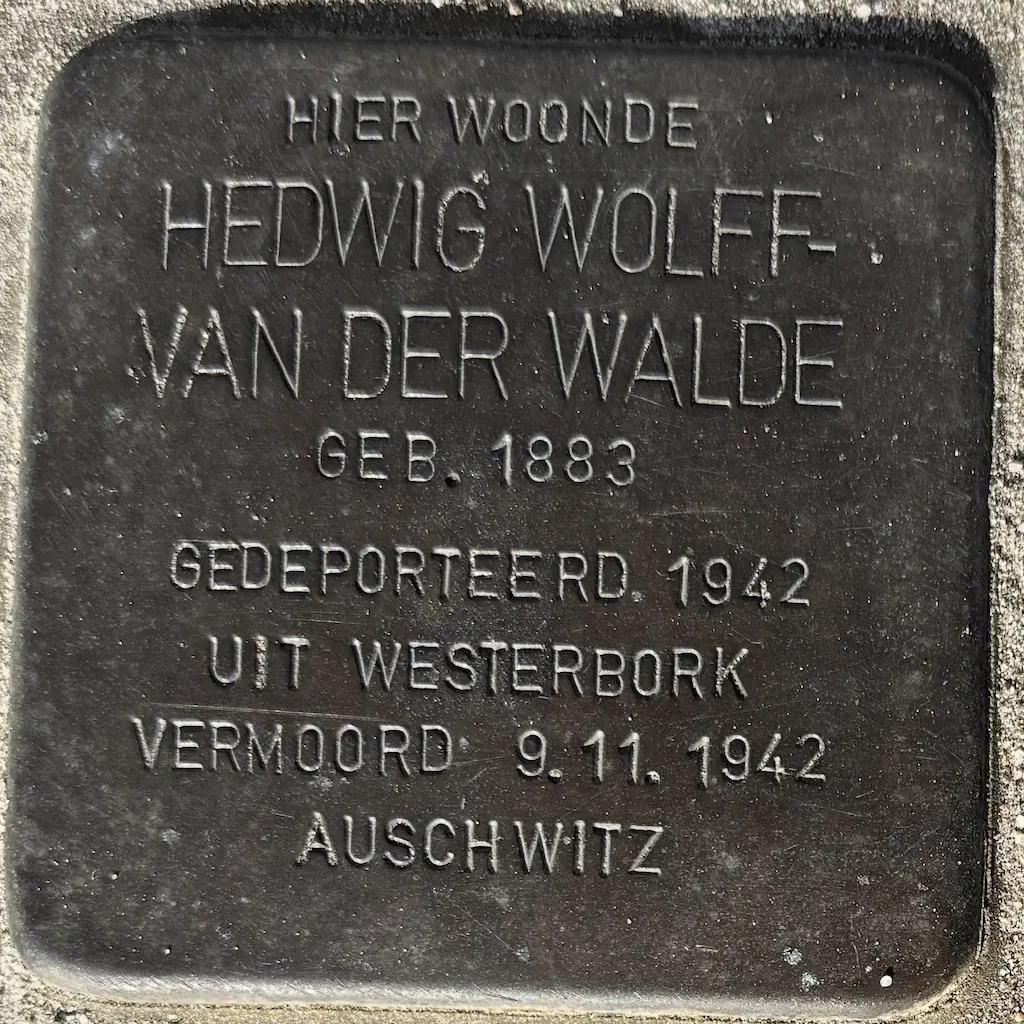 HIER WOONDE
HEDWIG WOLFF-
VAN DER WALDE
GEB. 1883
GEDEPORTEERD 1942
UIT WESTERBORK
VERMOORD 9.11.1942
AUSCHWITZ